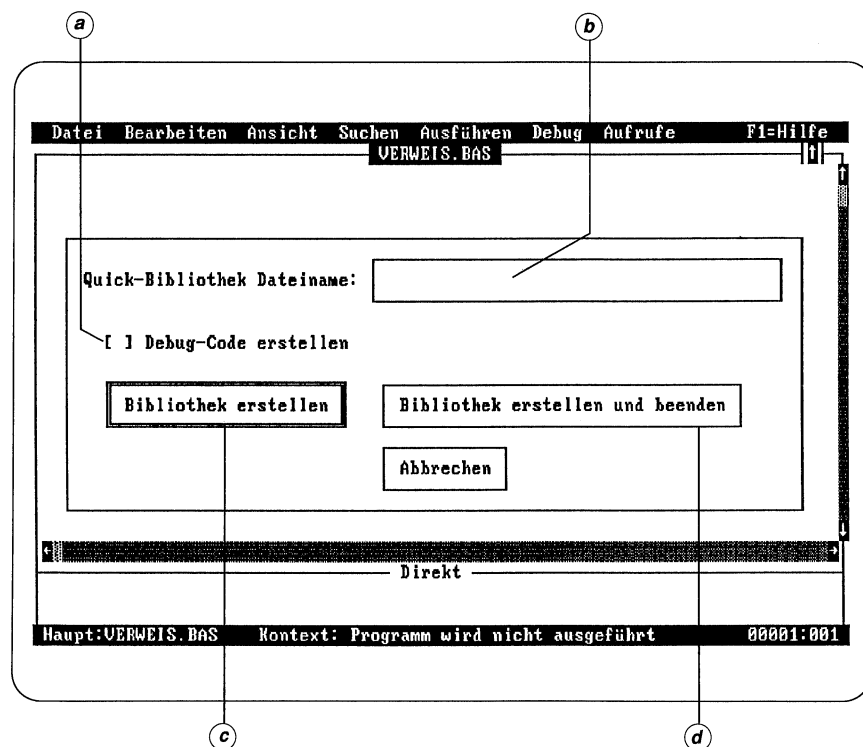 a b
Datei Bearbeiten Ansicht Suchen Ausführen Debug Aufrufe F1=Hilfe
VERWEIS.BAS
Quick-Bibliothek Dateiname:
[ ] Debug-Code erstellen
Bibliothek erstellen Bibliothek erstellen und beenden
Abbrechen
Direkt
Haupt:VERWEIS.BAS Kontext: Programm wird nicht ausgeführt 00001:001
c d